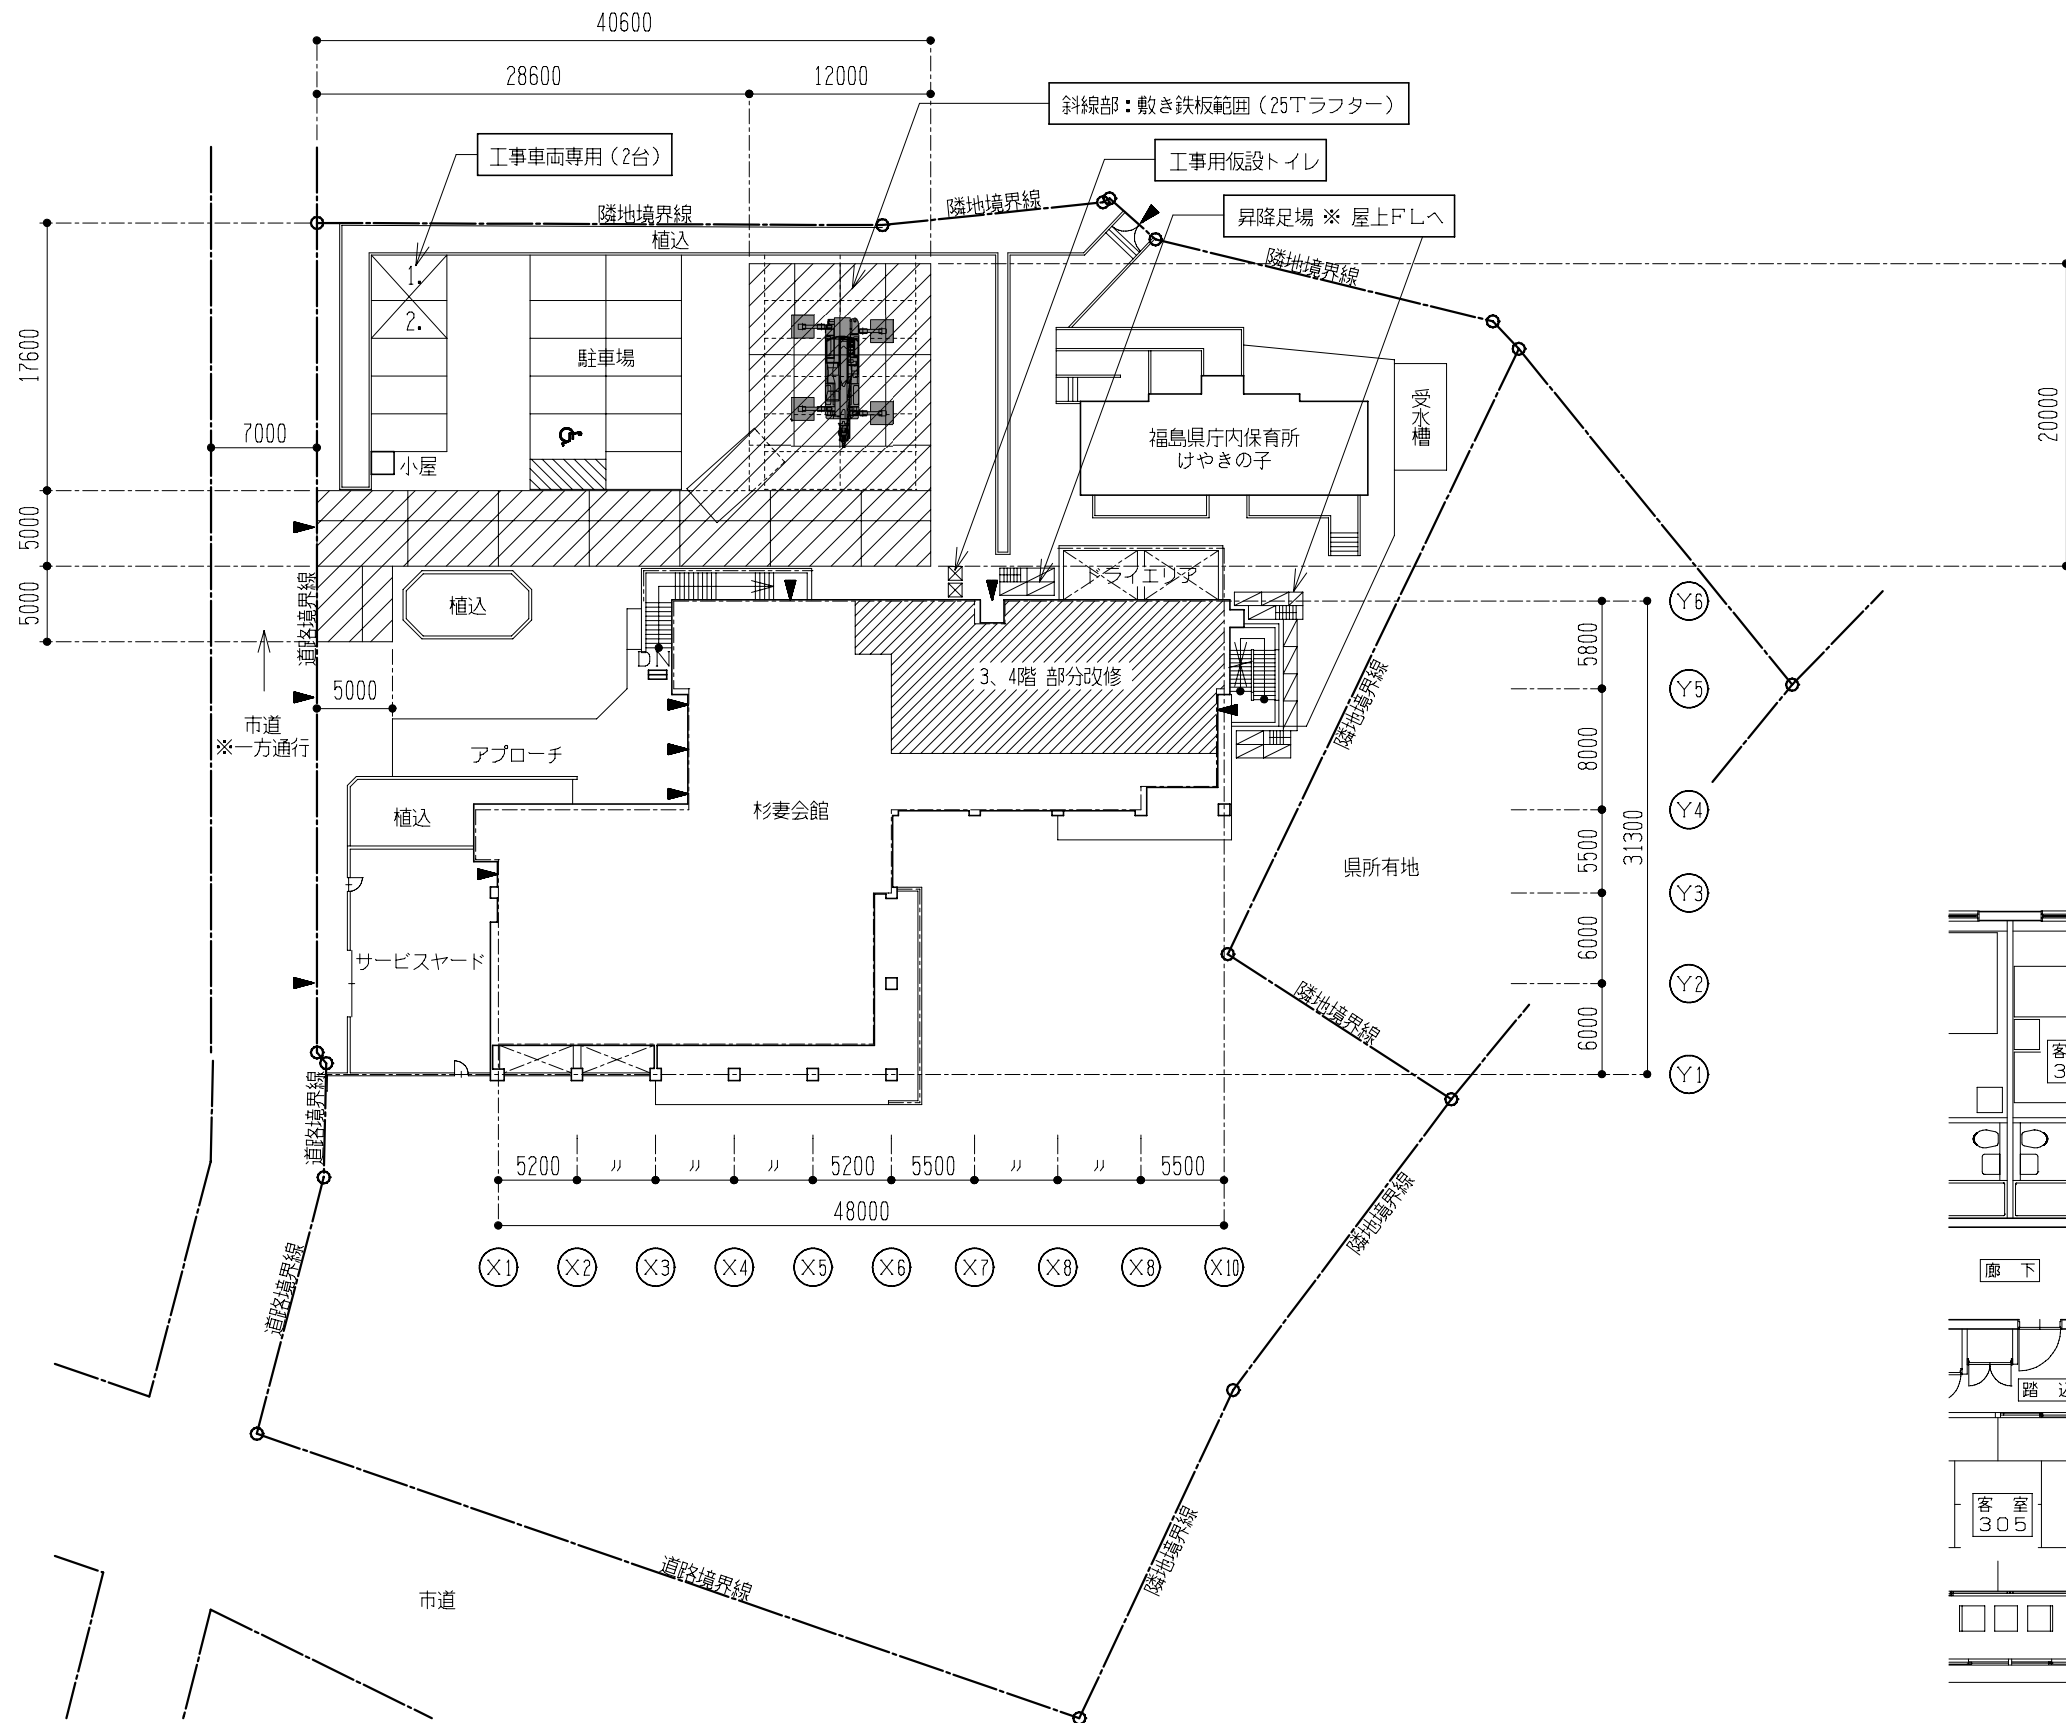 40600
28600
12000
斜線部：敷き鉄板範囲（25Tラフター）
工事車両専用（2台）
工事用仮設トイレ
昇降足場 ※ 屋上FLへ
隣地境界線
隣地境界線
隣地境界線
植込
1.
2.
17600
駐車場
20000
受水槽
7000
福島県庁内保育所
けやきの子
小屋
5000
5000
道路境界線
植込
ドライエリア
Y6
5800
DN
3、4階 部分改修
Y5
5000
市道
※一方通行
隣地境界線
アプローチ
8000
杉妻会館
植込
Y4
31300
5500
県所有地
Y3
サービスヤード
6000
隣地境界線
Y2
6000
Y1
道路境界線
5200
〃
〃
〃
5200
5500
〃
〃
5500
48000
X1
X2
X3
X4
X5
X6
X7
X8
X8
X10
隣地境界線
道路境界線
隣地境界線
道路境界線
市道
客
3
廊 下
踏
客 室
305